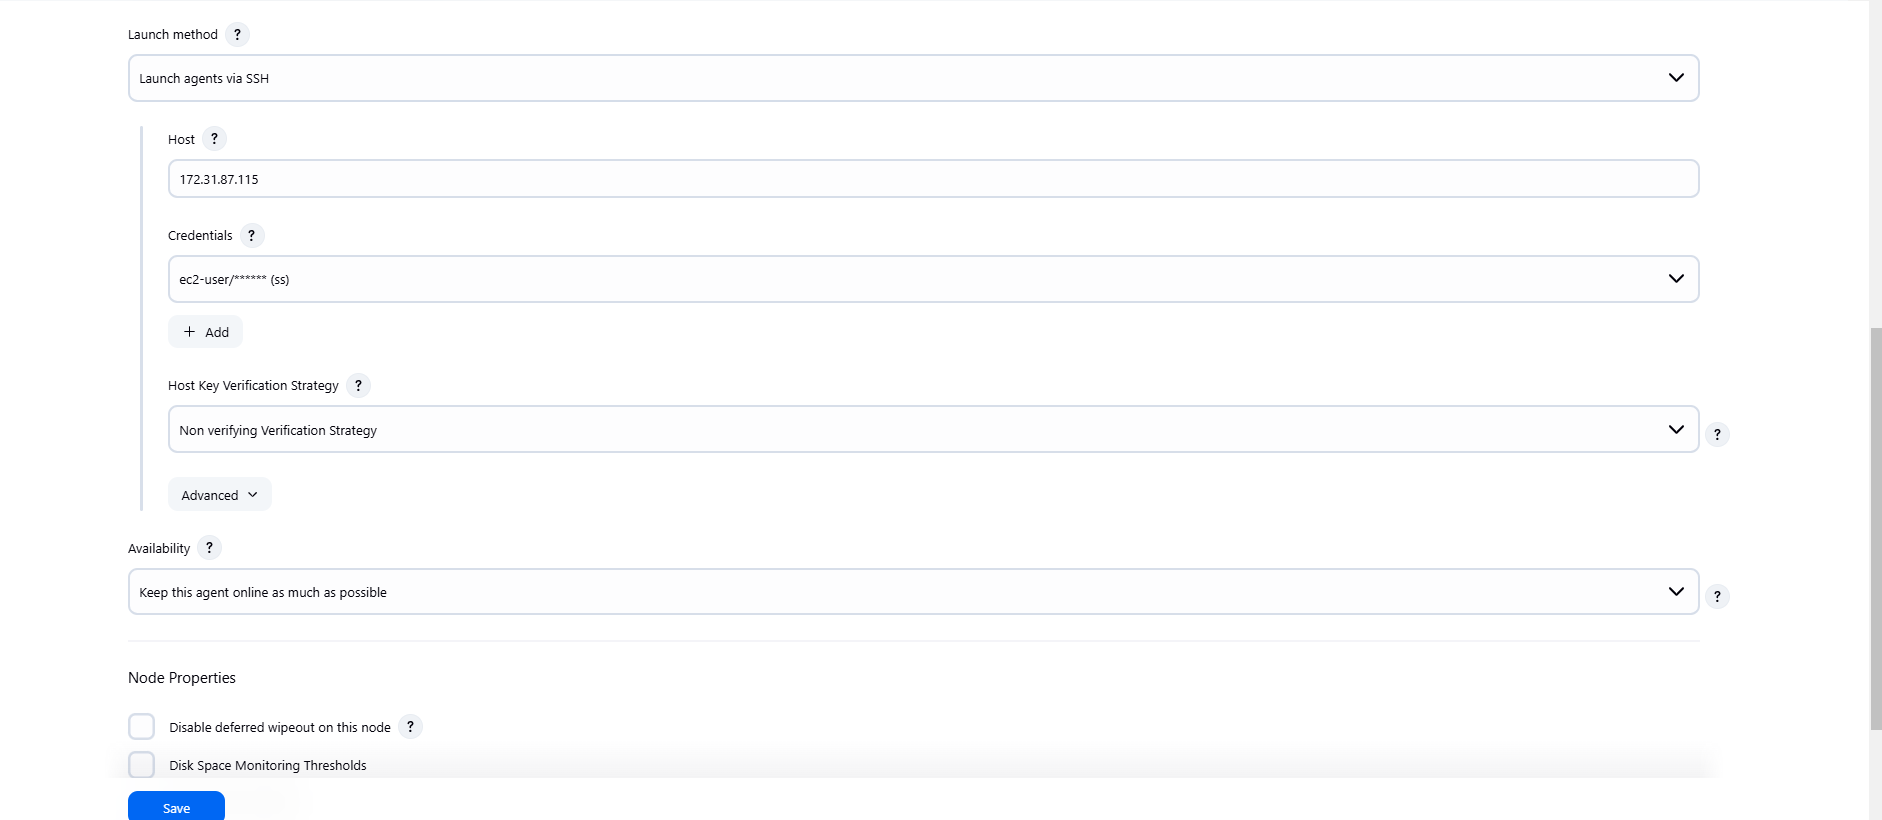 Launch method ?
Launch agents via SSH
Host ?
172.31.87.115
Credentials ?
ec2-user/****** (ss)
+ Add
Host Key Verification Strategy ?
Non verifying Verification Strategy
?
Advanced
Availability ?
Keep this agent online as much as possible
?
Node Properties
Disable deferred wipeout on this node ?
Disk Space Monitoring Thresholds
Save